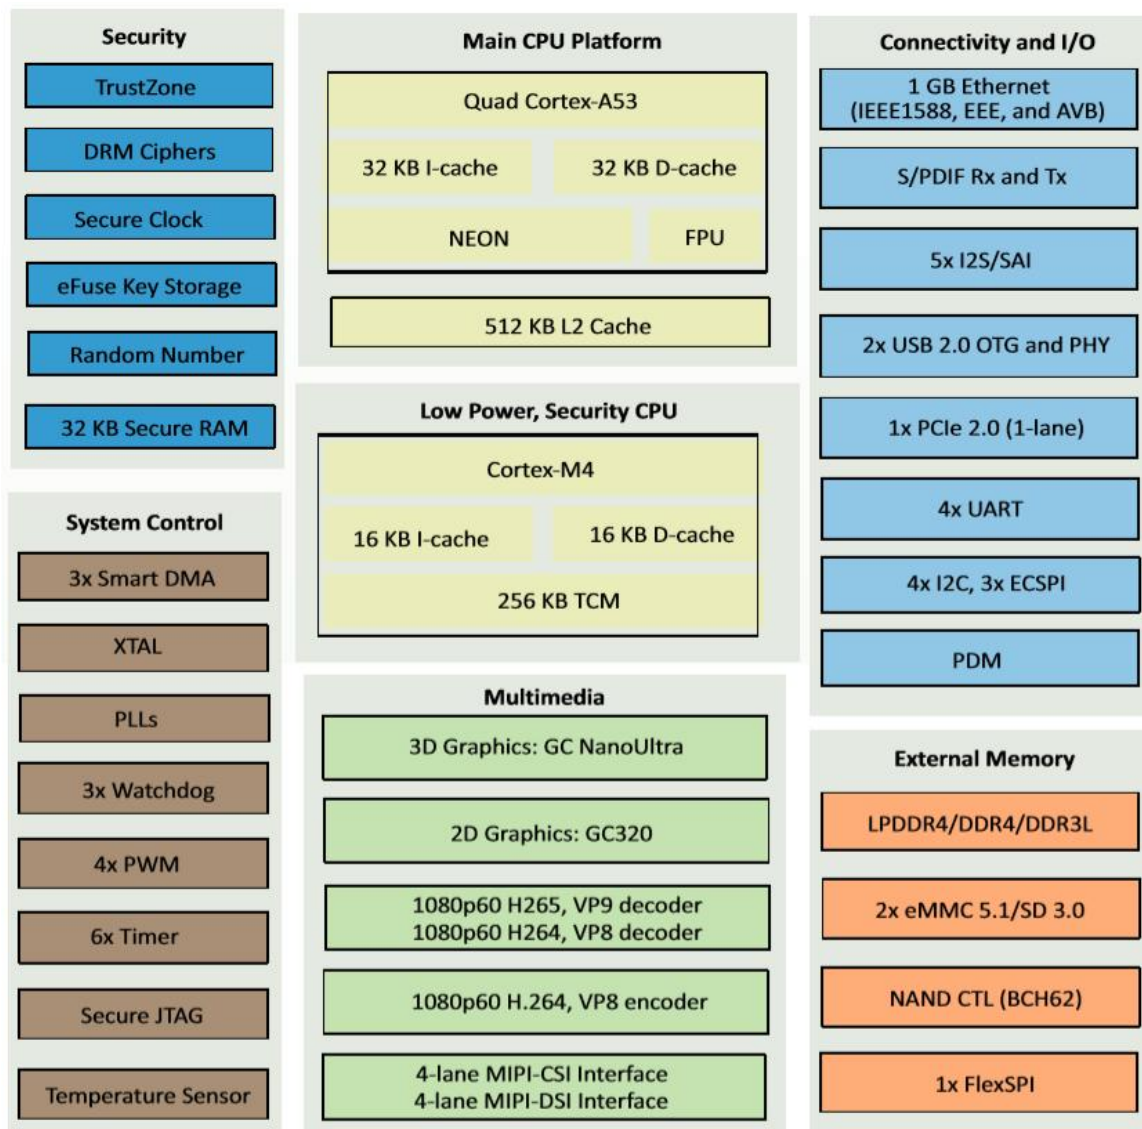 Security
TrustZone
DRM Ciphers
Secure Clock
eFuse Key Storage
Random Number
32 KB Secure RAM
System Control
3x Smart DMA
XTAL
PLLs
3x Watchdog
4x PWM
6x Timer
Secure JTAG
Temperature Sensor
Main CPU Platform
Quad Cortex-A53
32 KB I-cache
32 KB D-cache
NEON
FPU
512 KB L2 Cache
Low Power, Security CPU
Cortex-M4
16 KB I-cache
16 KB D-cache
256 KB TCM
Multimedia
3D Graphics: GC NanoUltra
2D Graphics: GC320
1080p60 H265, VP9 decoder
1080p60 H264, VP8 decoder
1080p60 H.264, VP8 encoder
4-lane MIPI-CSI Interface
4-lane MIPI-DSI Interface
Connectivity and I/O
1 GB Ethernet
(IEEE1588, EEE, and AVB)
S/PDIF Rx and Tx
5x I2S/SAI
2x USB 2.0 OTG and PHY
1x PCIe 2.0 (1-lane)
4x UART
4x I2C, 3x ECSPI
PDM
External Memory
LPDDR4/DDR4/DDR3L
2x eMMC 5.1/SD 3.0
NAND CTL (BCH62)
1x FlexSPI